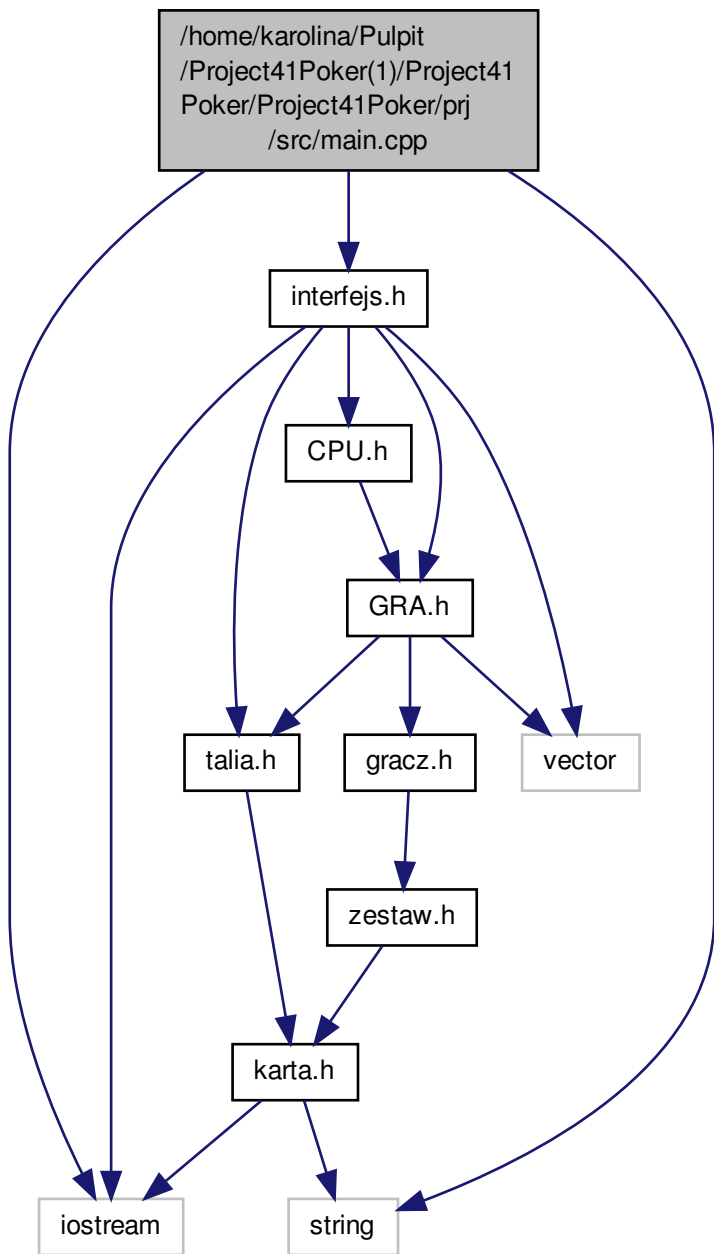 /home/karolina/Pulpit
/Project41Poker(1)/Project41
Poker/Project41Poker/prj
/src/main.cpp
interfejs.h
CPU.h
GRA.h
talia.h
gracz.h
vector
zestaw.h
karta.h
iostream
string